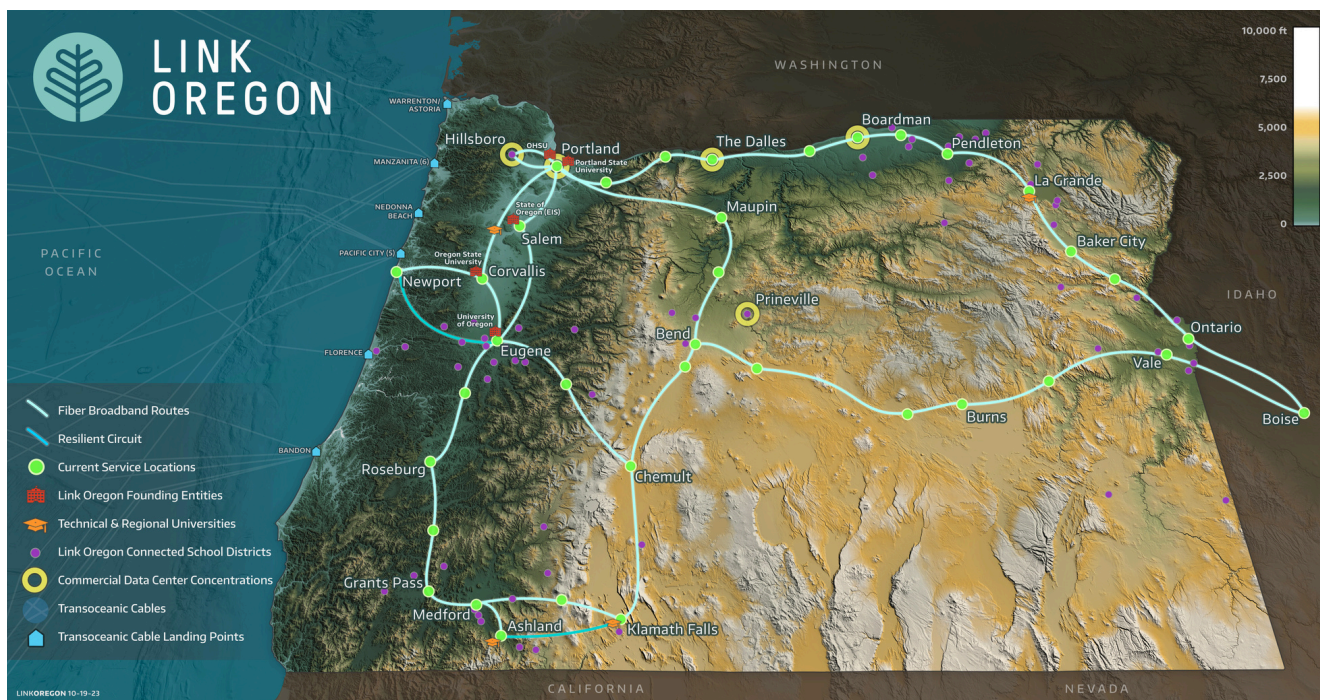 LINK
OREGON
WASHINGTON
10,000 ft
7,500
5,000
2,500
0
WARRENTON/
ASTORIA
Hillsboro
OHSU
Portland
Portland State
University
The Dalles
Boardman
Pendleton
MANZANITA (6)
La Grande
NEDONNA
BEACH
State of
Oregon (EIS)
Salem
Maupin
Baker City
PACIFIC
OCEAN
PACIFIC CITY (5)
Oregon State
University
Corvallis
Newport
IDAHO
Prineville
University
of Oregon
Eugene
Bend
Ontario
FLORENCE
Vale
Boise
Burns
BANDON
Roseburg
Chemult
Grants Pass
Medford
Ashland
Klamath Falls
Fiber Broadband Routes
Resilient Circuit
Current Service Locations
Link Oregon Founding Entities
Technical & Regional Universities
Link Oregon Connected School Districts
Commercial Data Center Concentrations
Transoceanic Cables
Transoceanic Cable Landing Points
LINKOREGON 10-19-23
CALIFORNIA
NEVADA